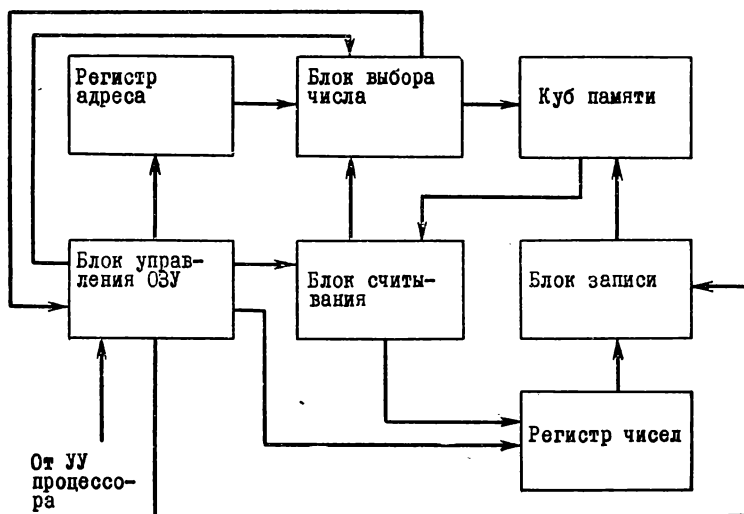 Регистр
адреса
Блок выбора
числа
Куб памяти
Блок управ-
ления ОЗУ
Блок считы-
вания
Блок записи
Регистр чисел
От УУ
процессо-
ра